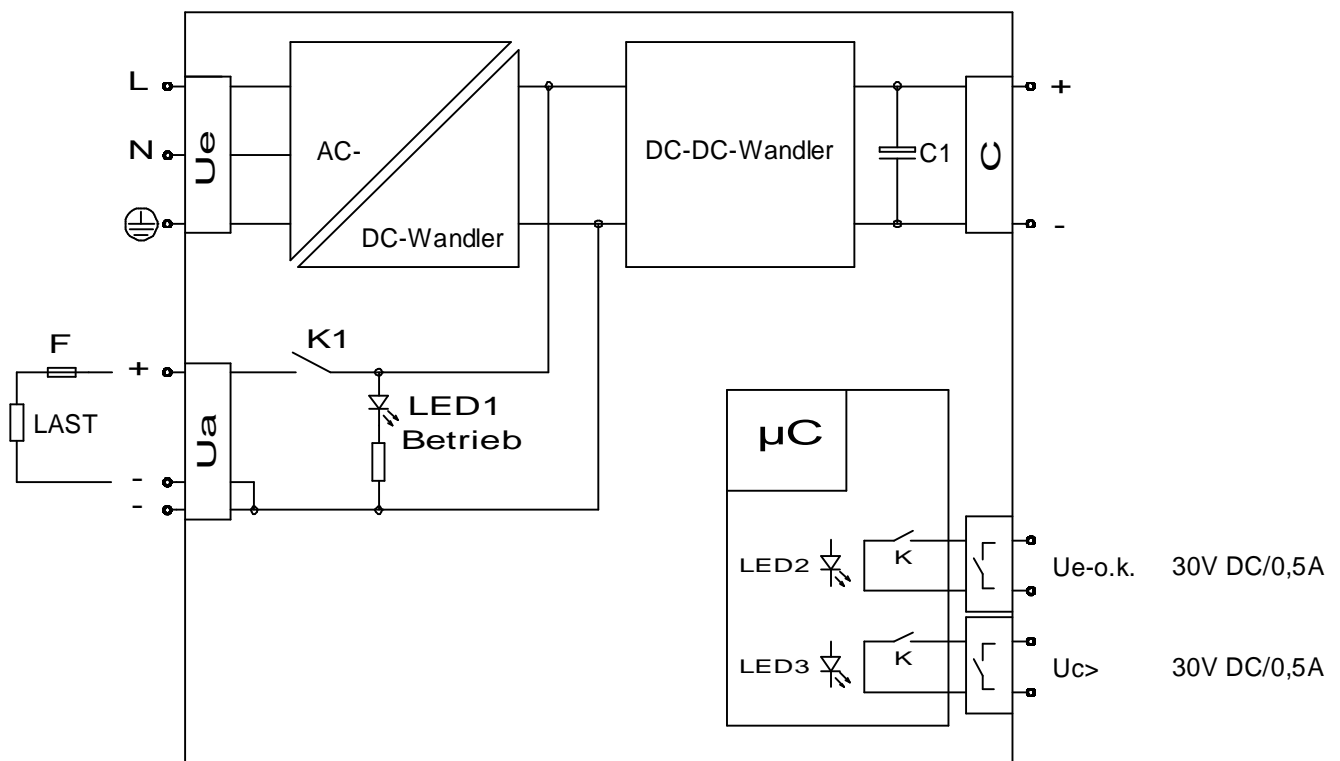 L
N
Ue
AC-
DC-Wandler
DC-DC-Wandler
C1
C
+
-
F
LAST
+
-
-
Ua
K1
LED1
Betrieb
µC
LED2
K
Ue-o.k. 30V DC/0,5A
LED3
K
Uc> 30V DC/0,5A